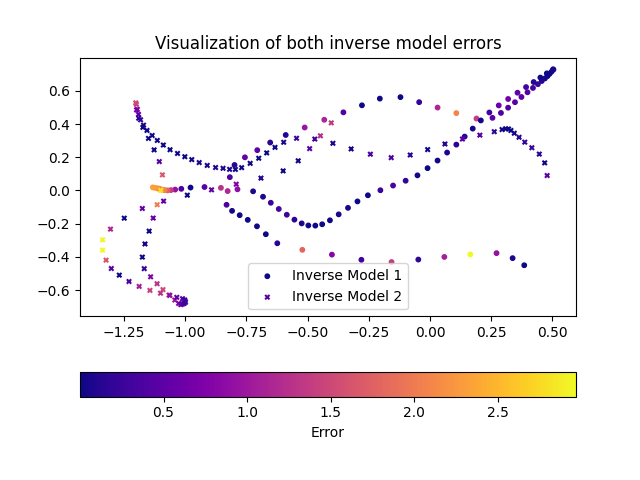 Visualization of both inverse model errors
0.6
0.4
0.2
0.0
−0.2
−0.4
−0.6
Inverse Model 1
Inverse Model 2
−1.25 −1.00 −0.75 −0.50 −0.25 0.00 0.25 0.50
0.5 1.0 1.5 2.0 2.5
Error